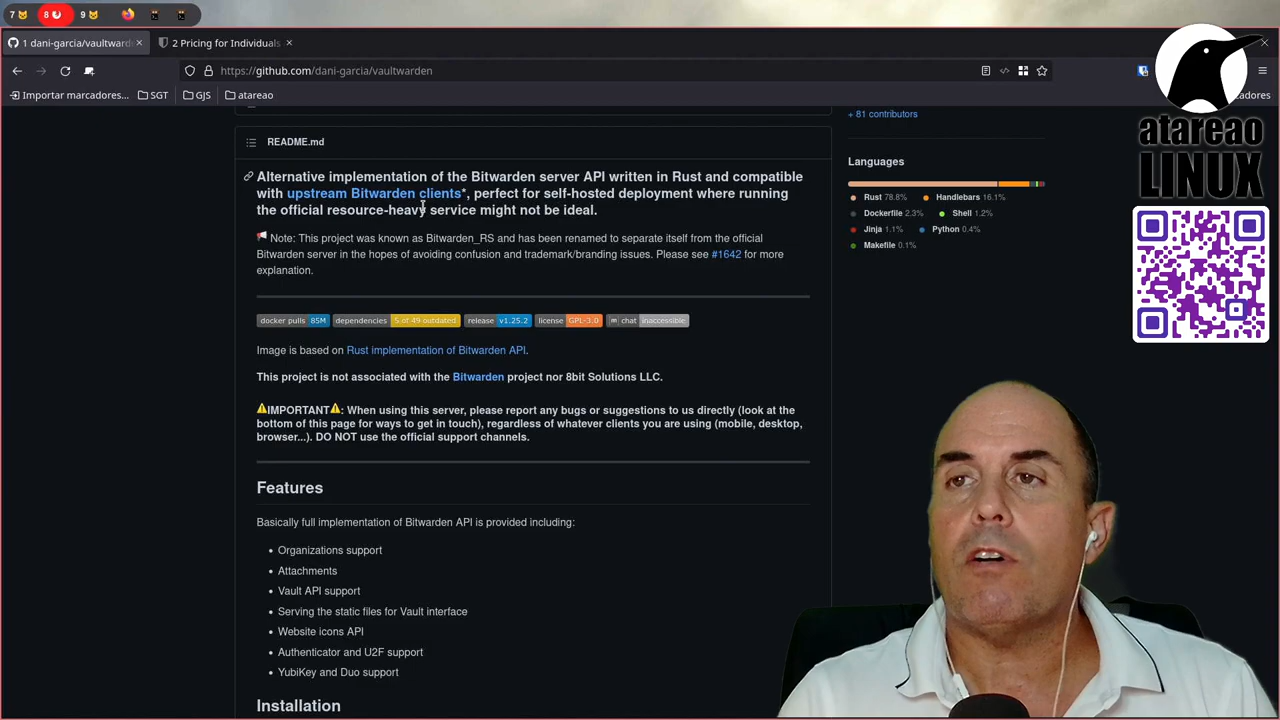 7
8
9
1 dani-garcia/vaultward
2 Pricing for Individuals
https://github.com/dani-garcia/vaultwarden
Importar marcadores...
SGT
GJS
atareao
cadores
atareao
LINUX
+ 81 contributors
README.md
Alternative implementation of the Bitwarden server API written in Rust and compatible
with upstream Bitwarden clients*, perfect for self-hosted deployment where running
the official resource-heavy service might not be ideal.
Note: This project was known as Bitwarden_RS and has been renamed to separate itself from the official
Bitwarden server in the hopes of avoiding confusion and trademark/branding issues. Please see #1642 for more
explanation.
docker pulls 85M dependencies 5 of 49 outdated release v1.25.2 license GPL-3.0 chat inaccessible
Image is based on Rust implementation of Bitwarden API.
This project is not associated with the Bitwarden project nor 8bit Solutions LLC.
⚠IMPORTANT⚠: When using this server, please report any bugs or suggestions to us directly (look at the
bottom of this page for ways to get in touch), regardless of whatever clients you are using (mobile, desktop,
browser...). DO NOT use the official support channels.
Features
Basically full implementation of Bitwarden API is provided including:
• Organizations support
• Attachments
• Vault API support
• Serving the static files for Vault interface
• Website icons API
• Authenticator and U2F support
• YubiKey and Duo support
Installation
Languages
Rust 78.8% Handlebars 16.1%
Dockerfile 2.3% Shell 1.2%
Jinja 1.1% Python 0.4%
Makefile 0.1%